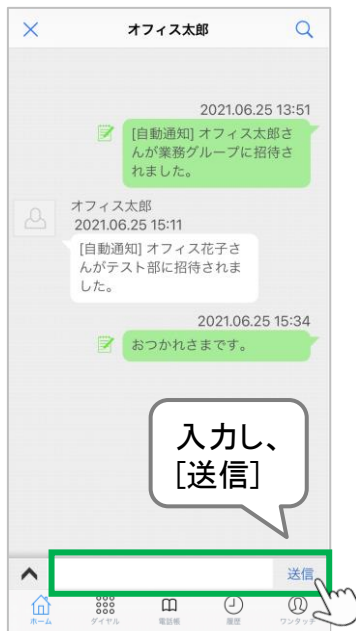 オフィス太郎
2021.06.25 13:51
[自動通知] オフィス太郎さ
んが業務グループに招待さ
れました。
オフィス太郎
2021.06.25 15:11
[自動通知] オフィス花子さ
んがテスト部に招待されま
した。
2021.06.25 15:34
おつかれさまです。
入力し、
[送信]
送信
ホーム
ダイヤル
電話帳
履歴
ワンタッチ